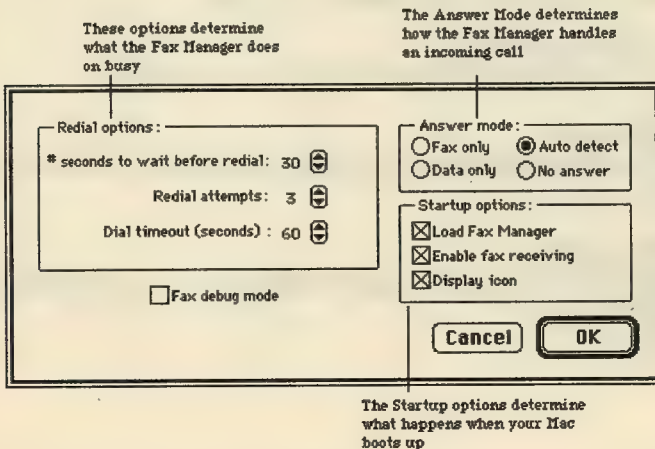 These options determine
what the Fax Manager does
on busy
The Answer Mode determines
how the Fax Manager handles
an incoming call
Redial options:
# seconds to wait before redial: 30
Redial attempts: 3
Dial timeout (seconds) : 60
Fax debug mode
Answer mode:
Fax only
Auto detect
Data only
No answer
Startup options:
Load Fax Manager
Enable fax receiving
Display icon
Cancel
OK
The Startup options determine
what happens when your Mac
boots up